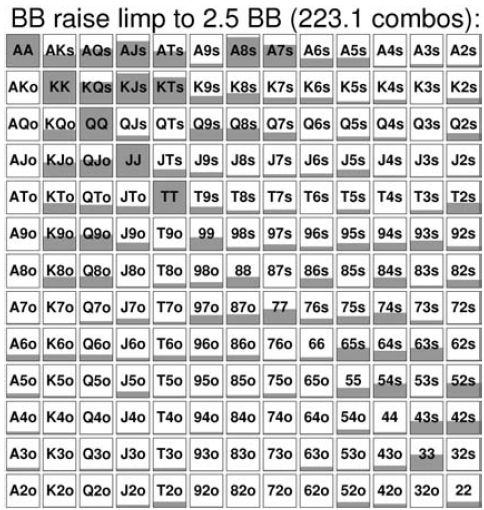 BB raise limp to 2.5 BB (223.1 combos):
AA AKs AQs AJs ATs A9s A8s A7s A6s A5s A4s A3s A2s
AKo KK KQs KJs KTs K9s K8s K7s K6s K5s K4s K3s K2s
AQo KQo QQ QJs QTs Q9s Q8s Q7s Q6s Q5s Q4s Q3s Q2s
AJo KJo QJo JJ JTs J9s J8s J7s J6s J5s J4s J3s J2s
ATo KTo QTo JTo TT T9s T8s T7s T6s T5s T4s T3s T2s
A9o K9o Q9o J9o T9o 99 98s 97s 96s 95s 94s 93s 92s
A8o K8o Q8o J8o T8o 98o 88 87s 86s 85s 84s 83s 82s
A7o K7o Q7o J7o T7o 97o 87o 77 76s 75s 74s 73s 72s
A6o K6o Q6o J6o T6o 96o 86o 76o 66 65s 64s 63s 62s
A5o K5o Q5o J5o T5o 95o 85o 75o 65o 55 54s 53s 52s
A4o K4o Q4o J4o T4o 94o 84o 74o 64o 54o 44 43s 42s
A3o K3o Q3o J3o T3o 93o 83o 73o 63o 53o 43o 33 32s
A2o K2o Q2o J2o T2o 92o 82o 72o 62o 52o 42o 32o 22